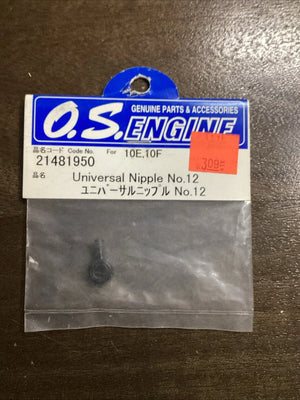 GENUINE PARTS & ACCESSORIES
O.S.ENGINE
品名コード Code No. For 10E,10F
21481950
品名 Universal Nipple No.12
ユニバーサルニップル No.12